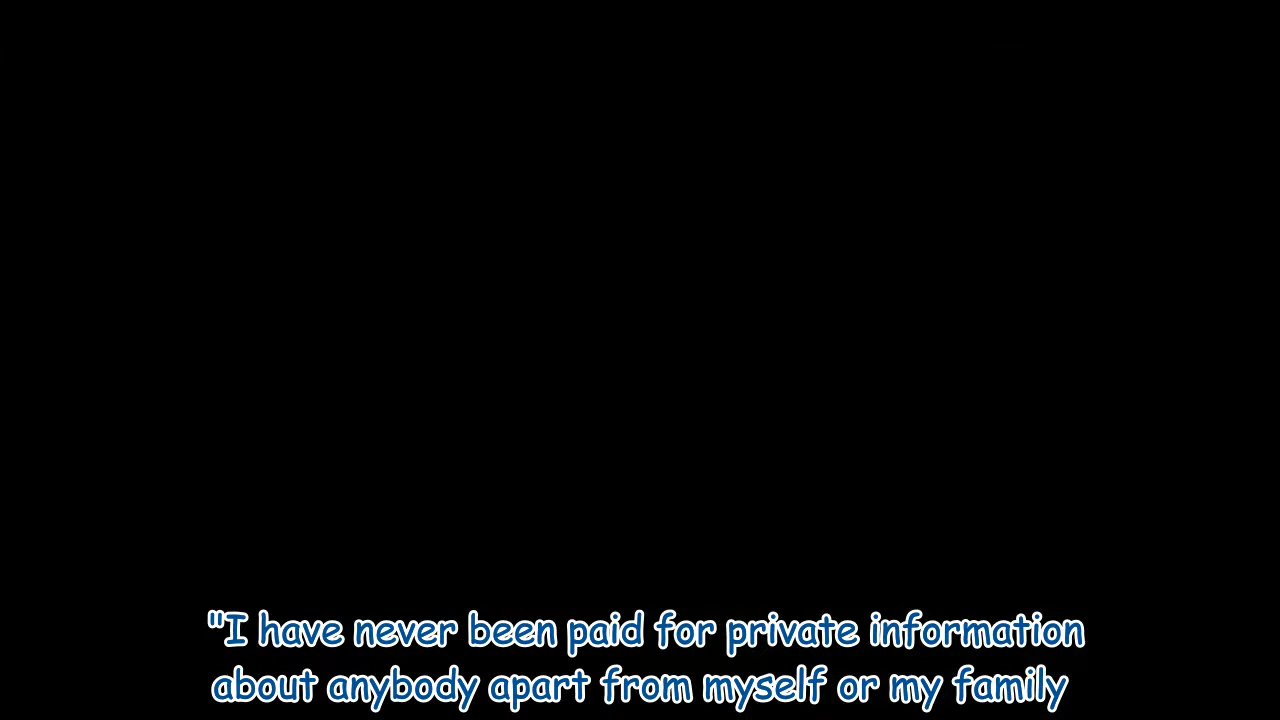 "I have never been paid for private information
about anybody apart from myself or my family